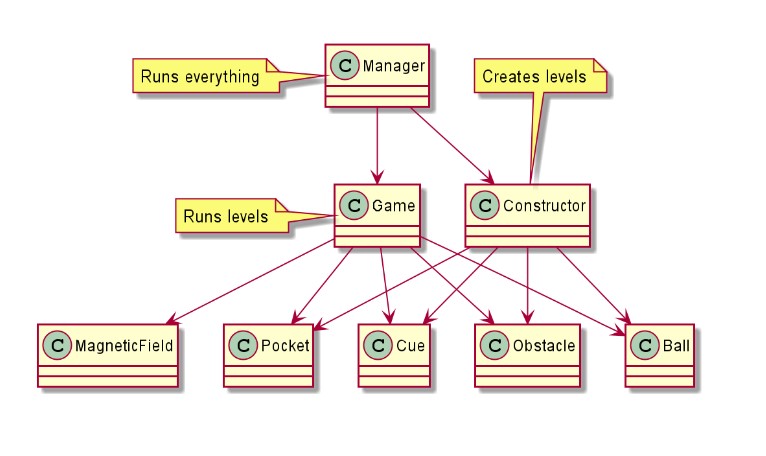 Runs everything
C Manager
Creates levels
Runs levels
C Game
C Constructor
C MagneticField
C Pocket
C Cue
C Obstacle
C Ball